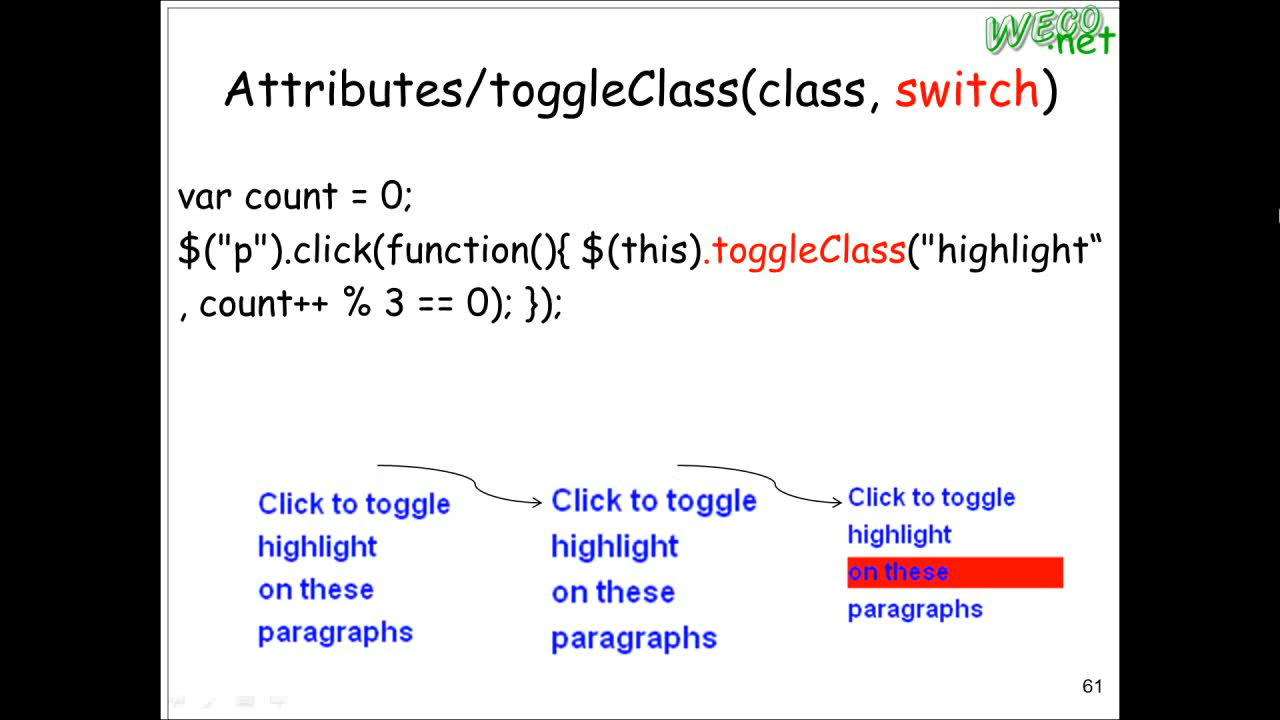 WECO
.net
Attributes/toggleClass(class, switch)
var count = 0;
$("p").click(function(){ $(this).toggleClass("highlight“
, count++ % 3 == 0); });
Click to toggle
highlight
on these
paragraphs
Click to toggle
highlight
on these
paragraphs
Click to toggle
highlight
on these
paragraphs
61